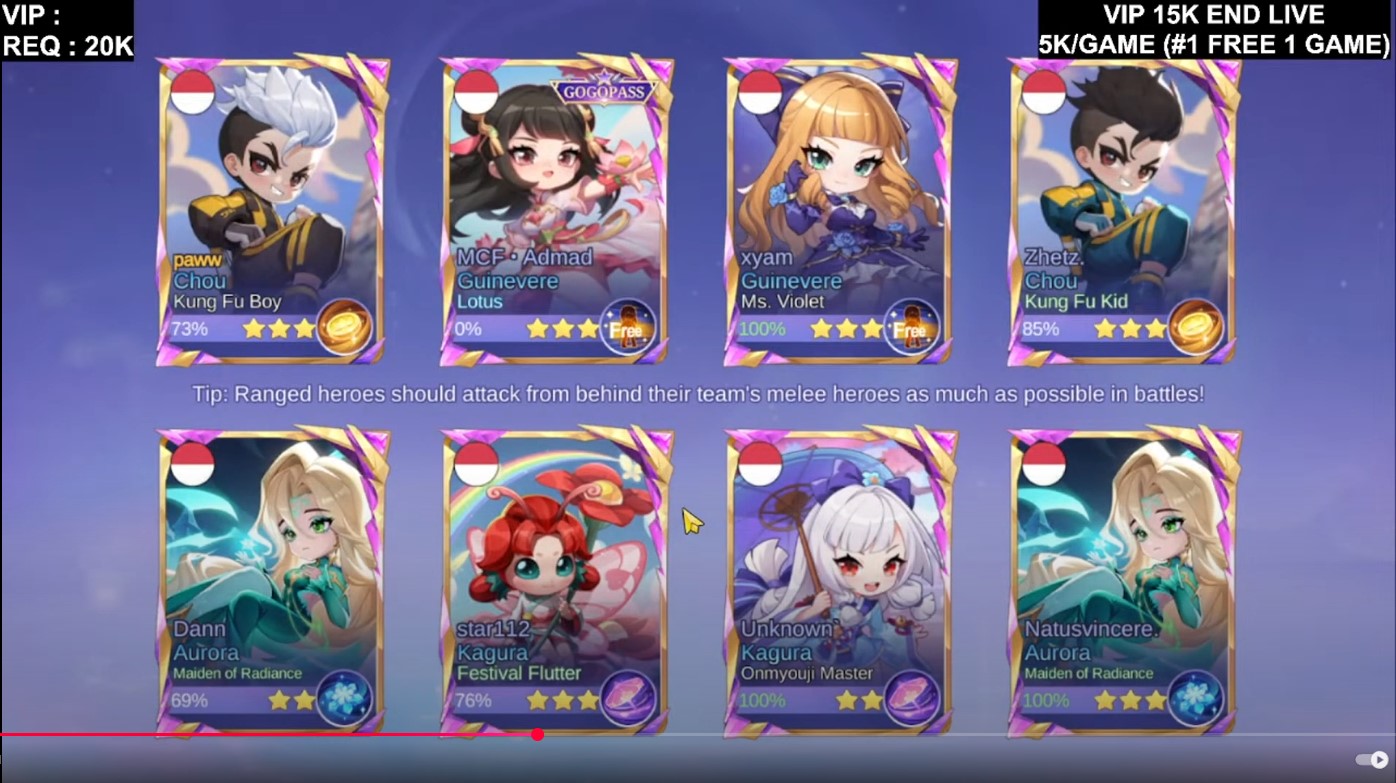 VIP :
REQ : 20K
VIP 15K END LIVE
5K/GAME (#1 FREE 1 GAME)
paww
Chou
Kung Fu Boy
73%
GOGOPASS
MCF • Admad
Guinevere
Lotus
0%
Free
xyam
Guinevere
Ms. Violet
100%
Free
Zhetz.
Chou
Kung Fu Kid
85%
Tip: Ranged heroes should attack from behind their team's melee heroes as much as possible in battles!
Dann
Aurora
Maiden of Radiance
69%
star112
Kagura
Festival Flutter
76%
Unknown`
Kagura
Onmyouji Master
100%
Natusvincere.
Aurora
Maiden of Radiance
100%